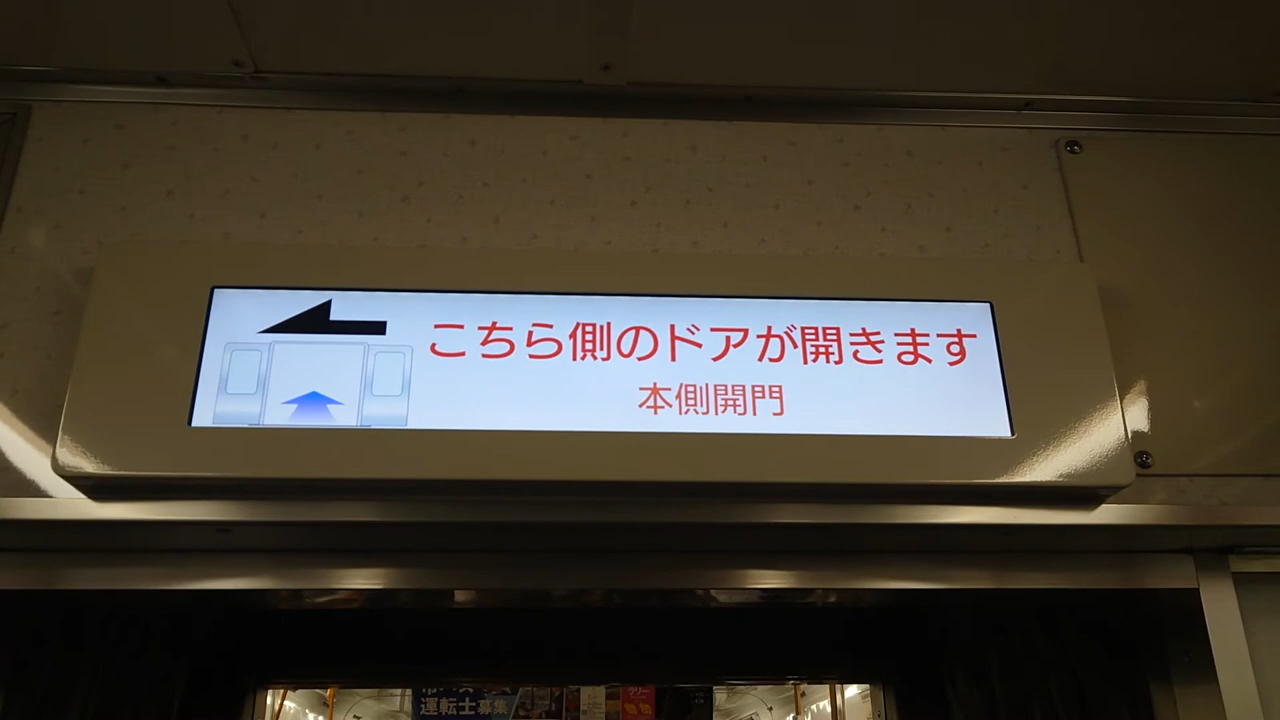 こちら側のドアが開きます
本側開門
運転士募集